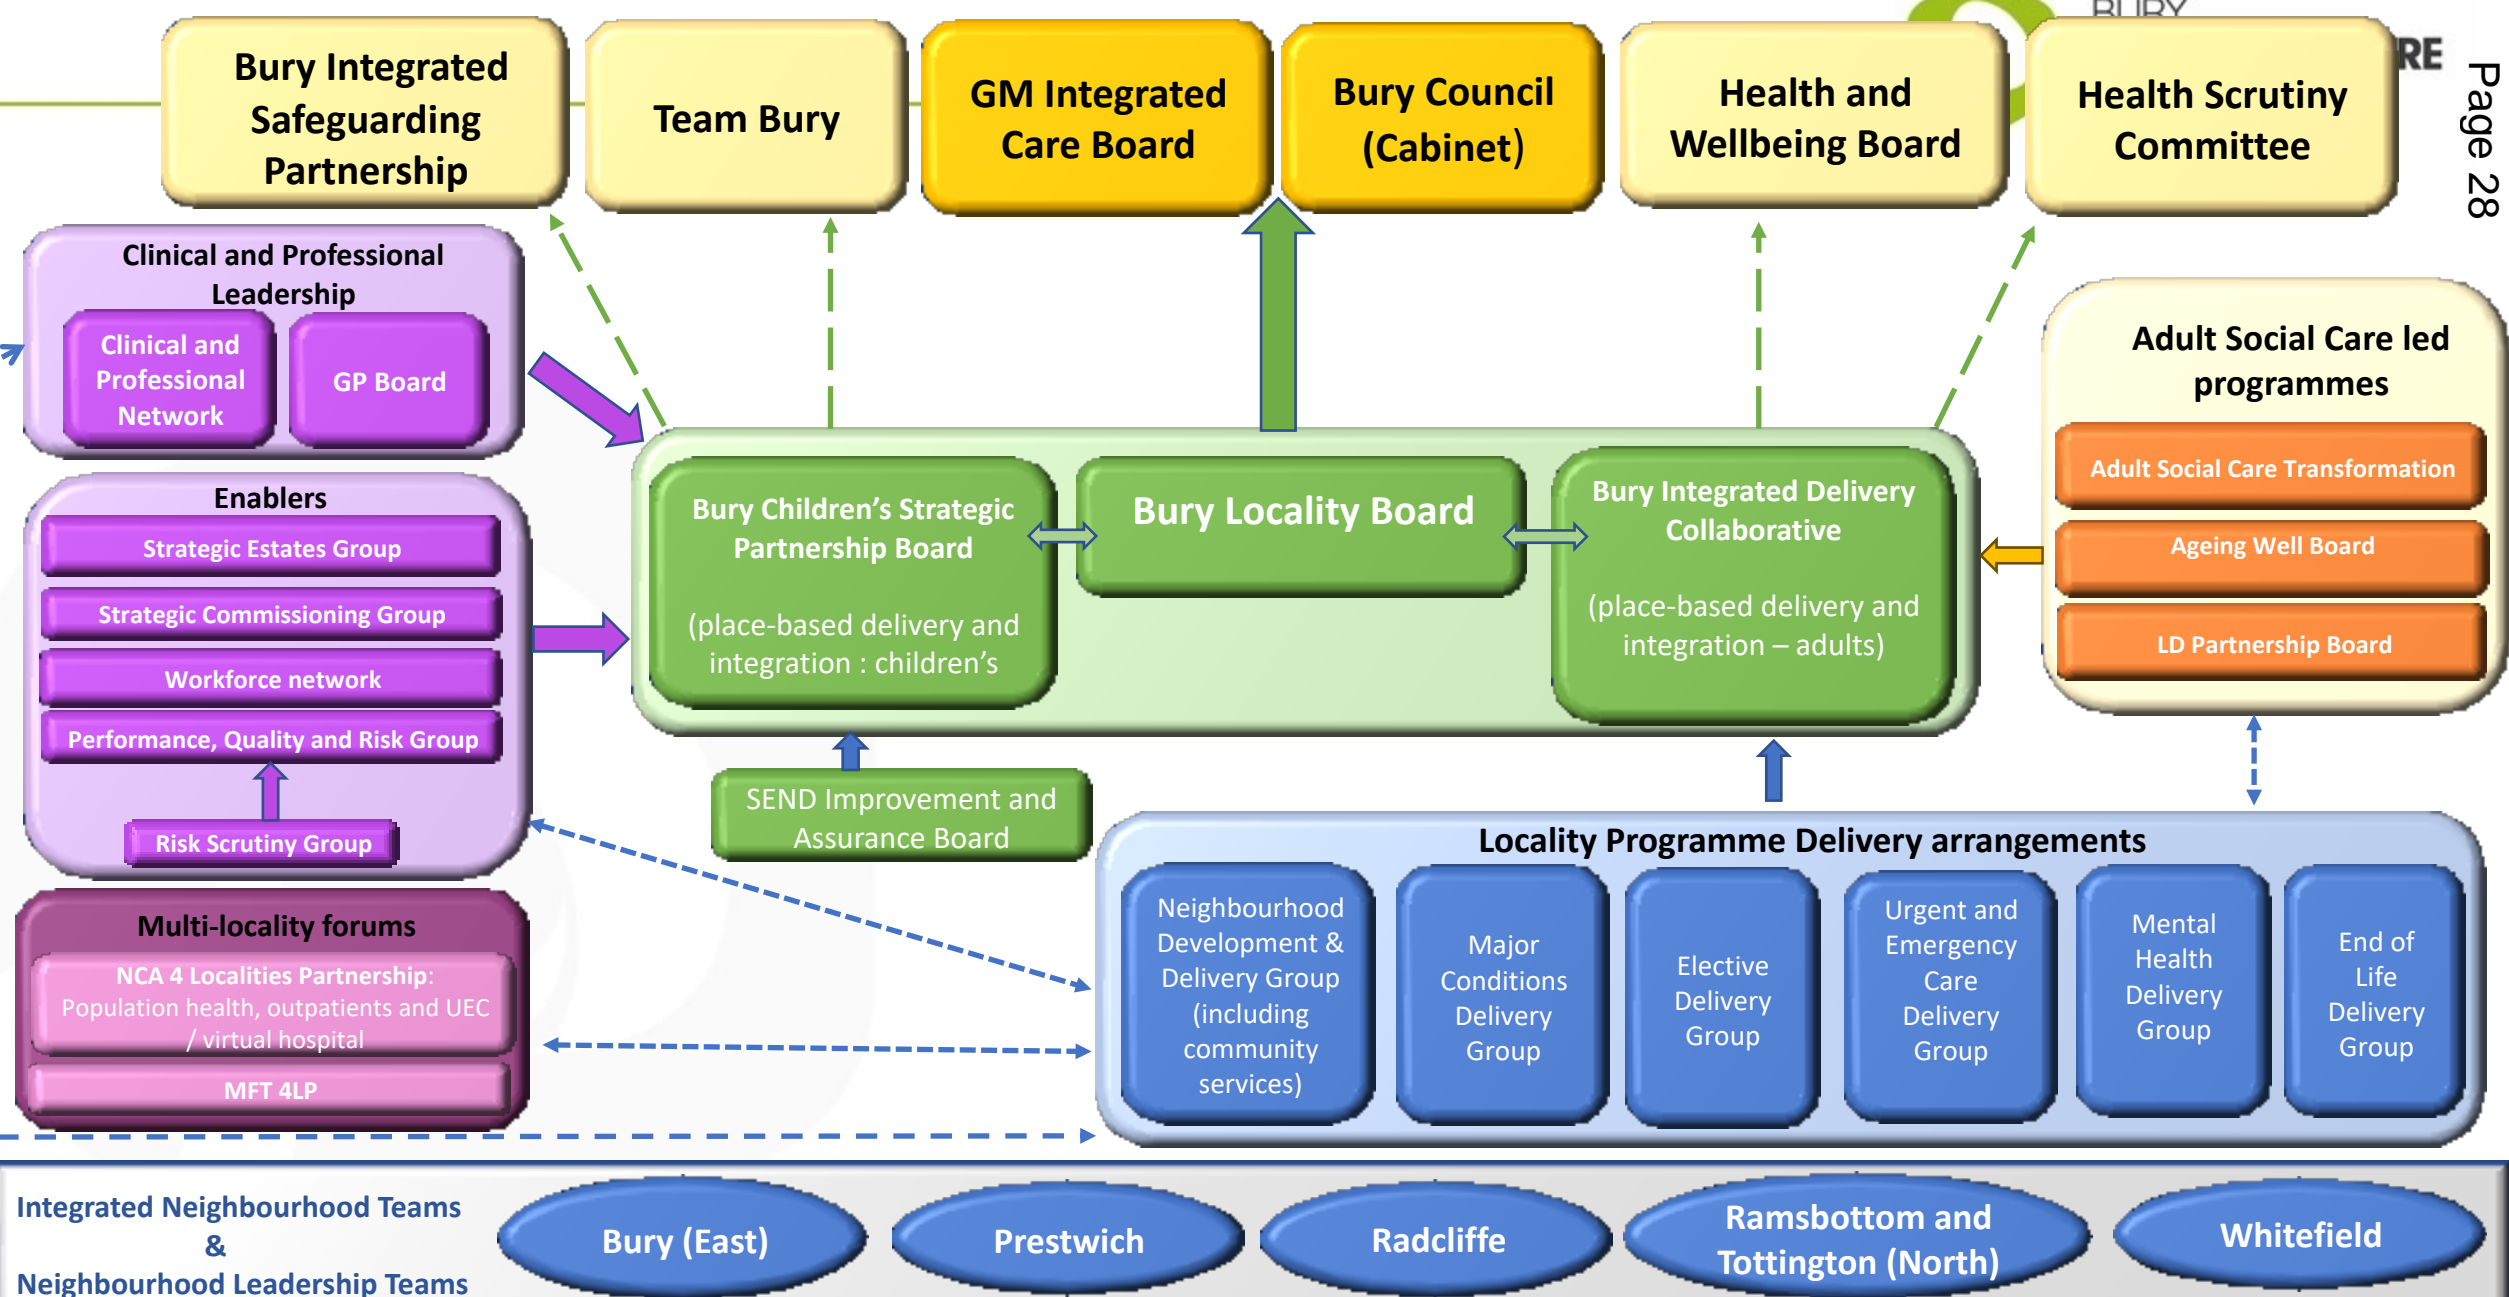 BURY
RE
Page 28
Bury Integrated
Safeguarding
Partnership
Team Bury
GM Integrated
Care Board
Bury Council
(Cabinet)
Health and
Wellbeing Board
Health Scrutiny
Committee
Clinical and Professional
Leadership
Clinical and
Professional
Network
GP Board
Enablers
Strategic Estates Group
Strategic Commissioning Group
Workforce network
Performance, Quality and Risk Group
Risk Scrutiny Group
Multi-locality forums
NCA 4 Localities Partnership:
Population health, outpatients and UEC
/ virtual hospital
MFT 4LP
Bury Children’s Strategic
Partnership Board
(place-based delivery and
integration : children’s
Bury Locality Board
Bury Integrated Delivery
Collaborative
(place-based delivery and
integration – adults)
Adult Social Care led
programmes
Adult Social Care Transformation
Ageing Well Board
LD Partnership Board
SEND Improvement and
Assurance Board
Locality Programme Delivery arrangements
Neighbourhood
Development &
Delivery Group
(including
community
services)
Major
Conditions
Delivery
Group
Elective
Delivery
Group
Urgent and
Emergency
Care
Delivery
Group
Mental
Health
Delivery
Group
End of
Life
Delivery
Group
Integrated Neighbourhood Teams
&
Neighbourhood Leadership Teams
Bury (East)
Prestwich
Radcliffe
Ramsbottom and
Tottington (North)
Whitefield